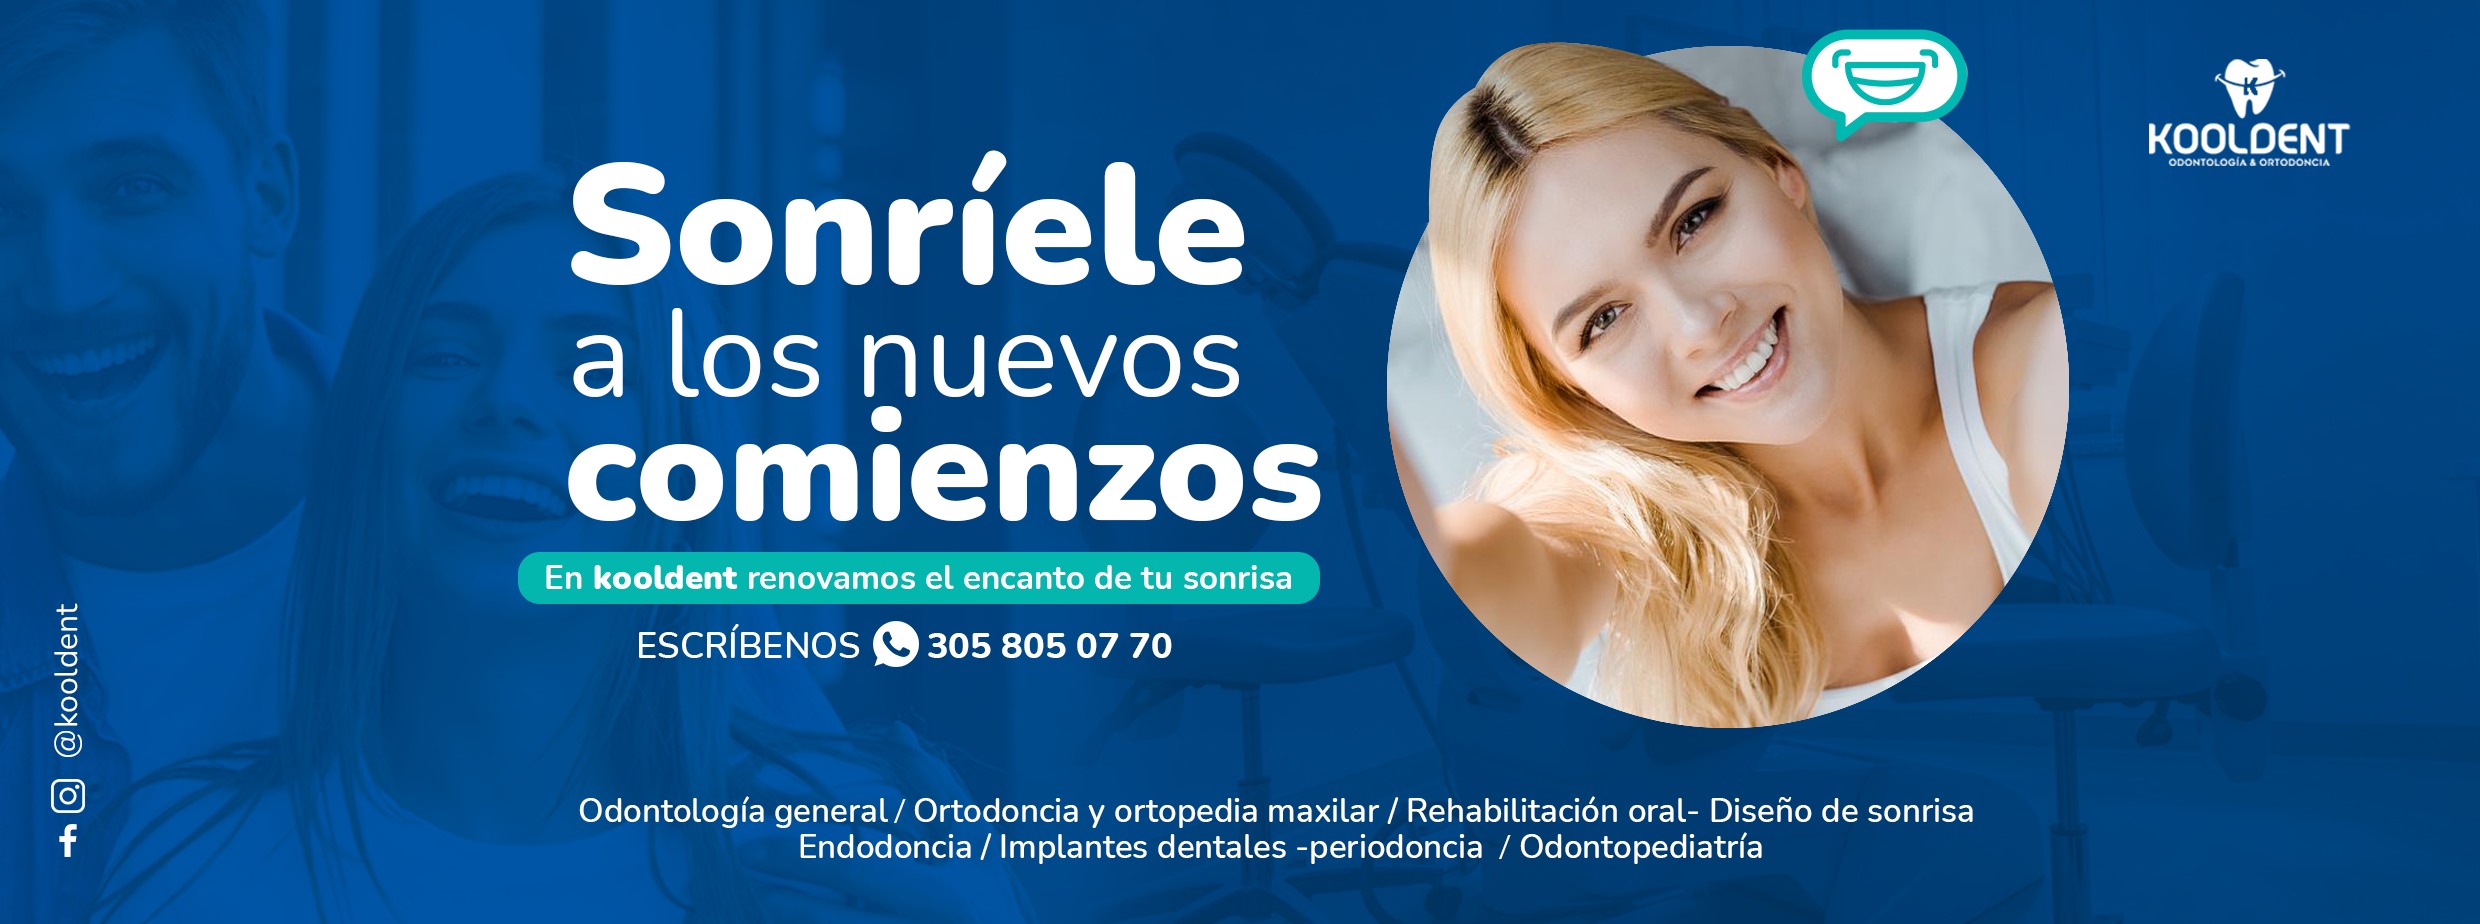 K
KOOLDENT
ODONTOLOGÍA & ORTODONCIA
Sonríele
a los nuevos
comienzos
En kooldent renovamos el encanto de tu sonrisa
ESCRÍBENOS 305 805 07 70
@kooldent
Odontología general / Ortodoncia y ortopedia maxilar / Rehabilitación oral- Diseño de sonrisa
Endodoncia / Implantes dentales -periodoncia / Odontopediatría